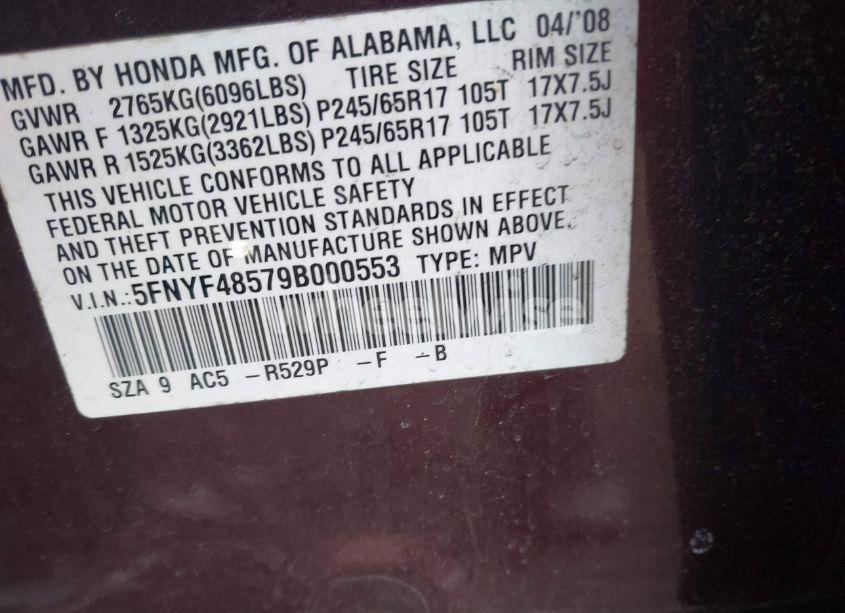 MFD. BY HONDA MFG. OF ALABAMA, LLC 04/'08
GVWR 2765KG(6096LBS) TIRE SIZE RIM SIZE
GAWR F 1325KG(2921LBS) P245/65R17 105T 17X7.5J
GAWR R 1525KG(3362LBS) P245/65R17 105T 17X7.5J
THIS VEHICLE CONFORMS TO ALL APPLICABLE
FEDERAL MOTOR VEHICLE SAFETY
AND THEFT PREVENTION STANDARDS IN EFFECT
ON THE DATE OF MANUFACTURE SHOWN ABOVE.
V.I.N.:5FNYF48579B000553 TYPE: MPV
SZA 9 AC5 -R529P -F -B